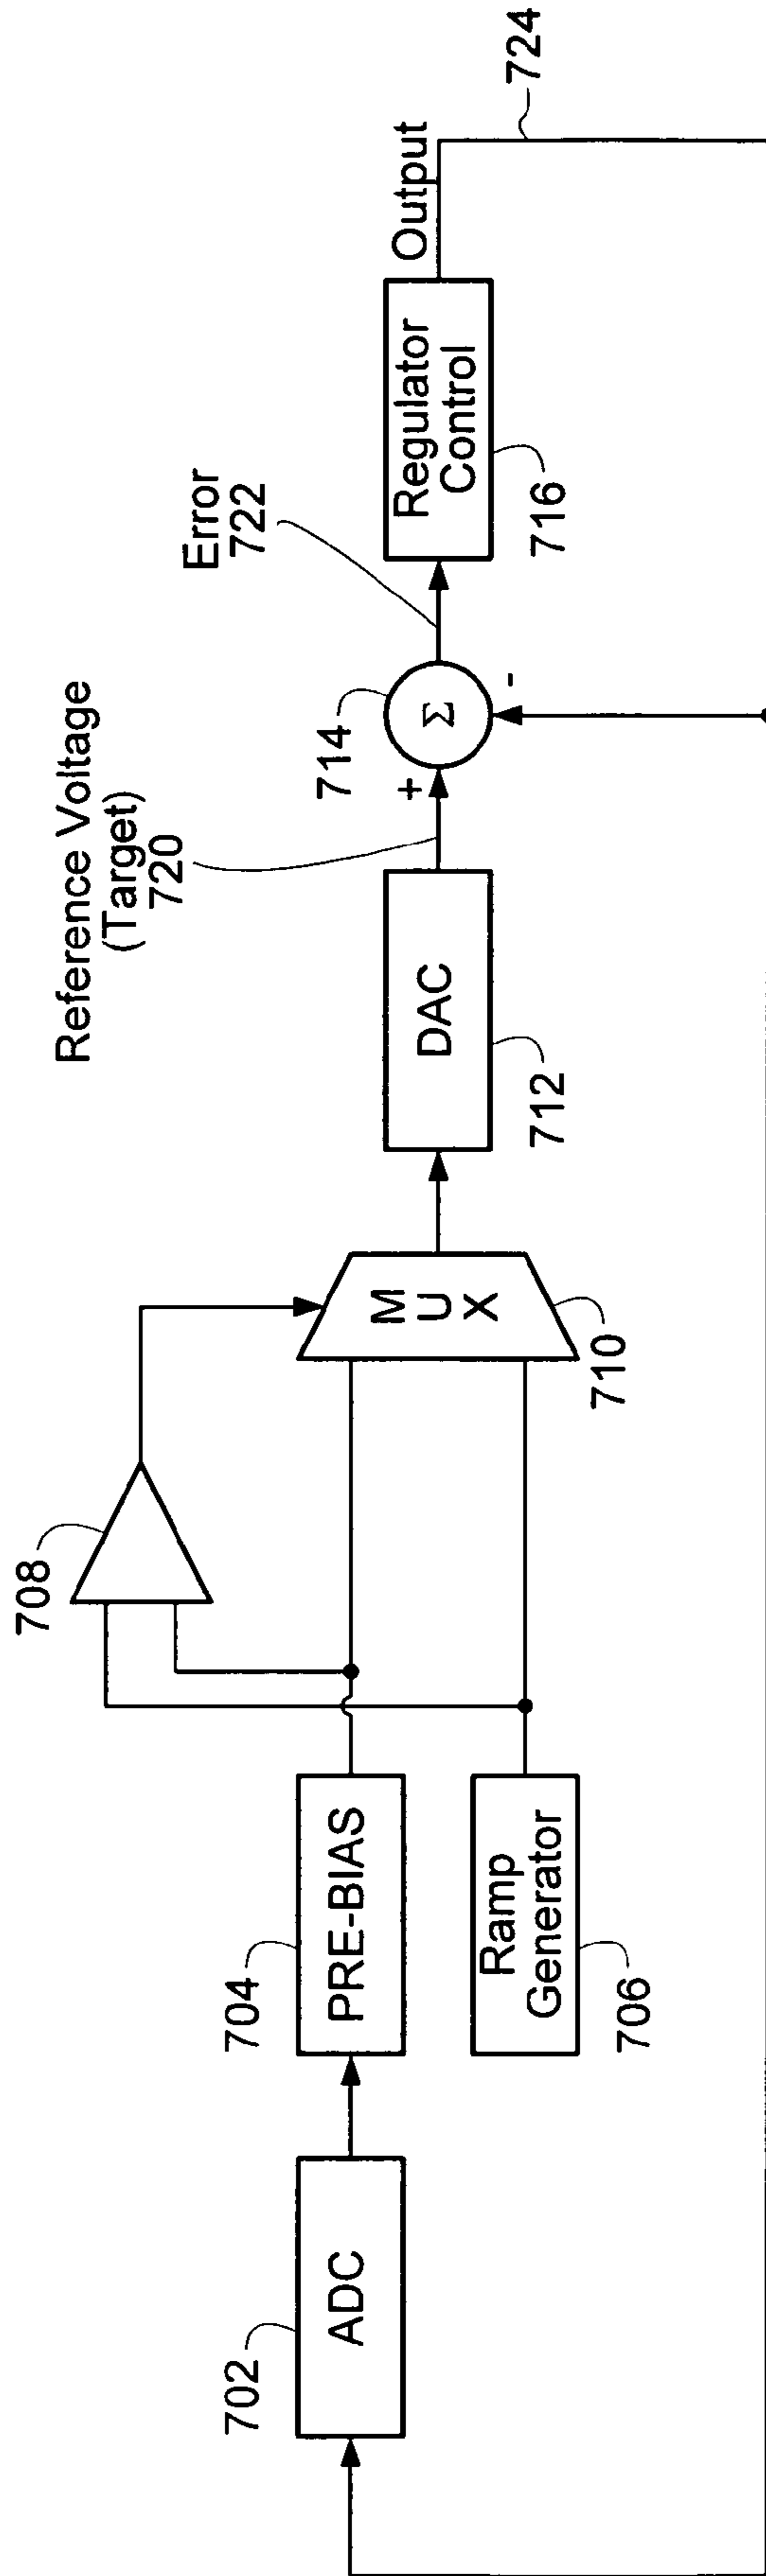 708
Reference Voltage
(Target)
720
Error
722
702
ADC
704
PRE-BIAS
706
Ramp
Generator
M
U
X
710
DAC
712
714
+
Σ
-
Regulator
Control
716
Output
724